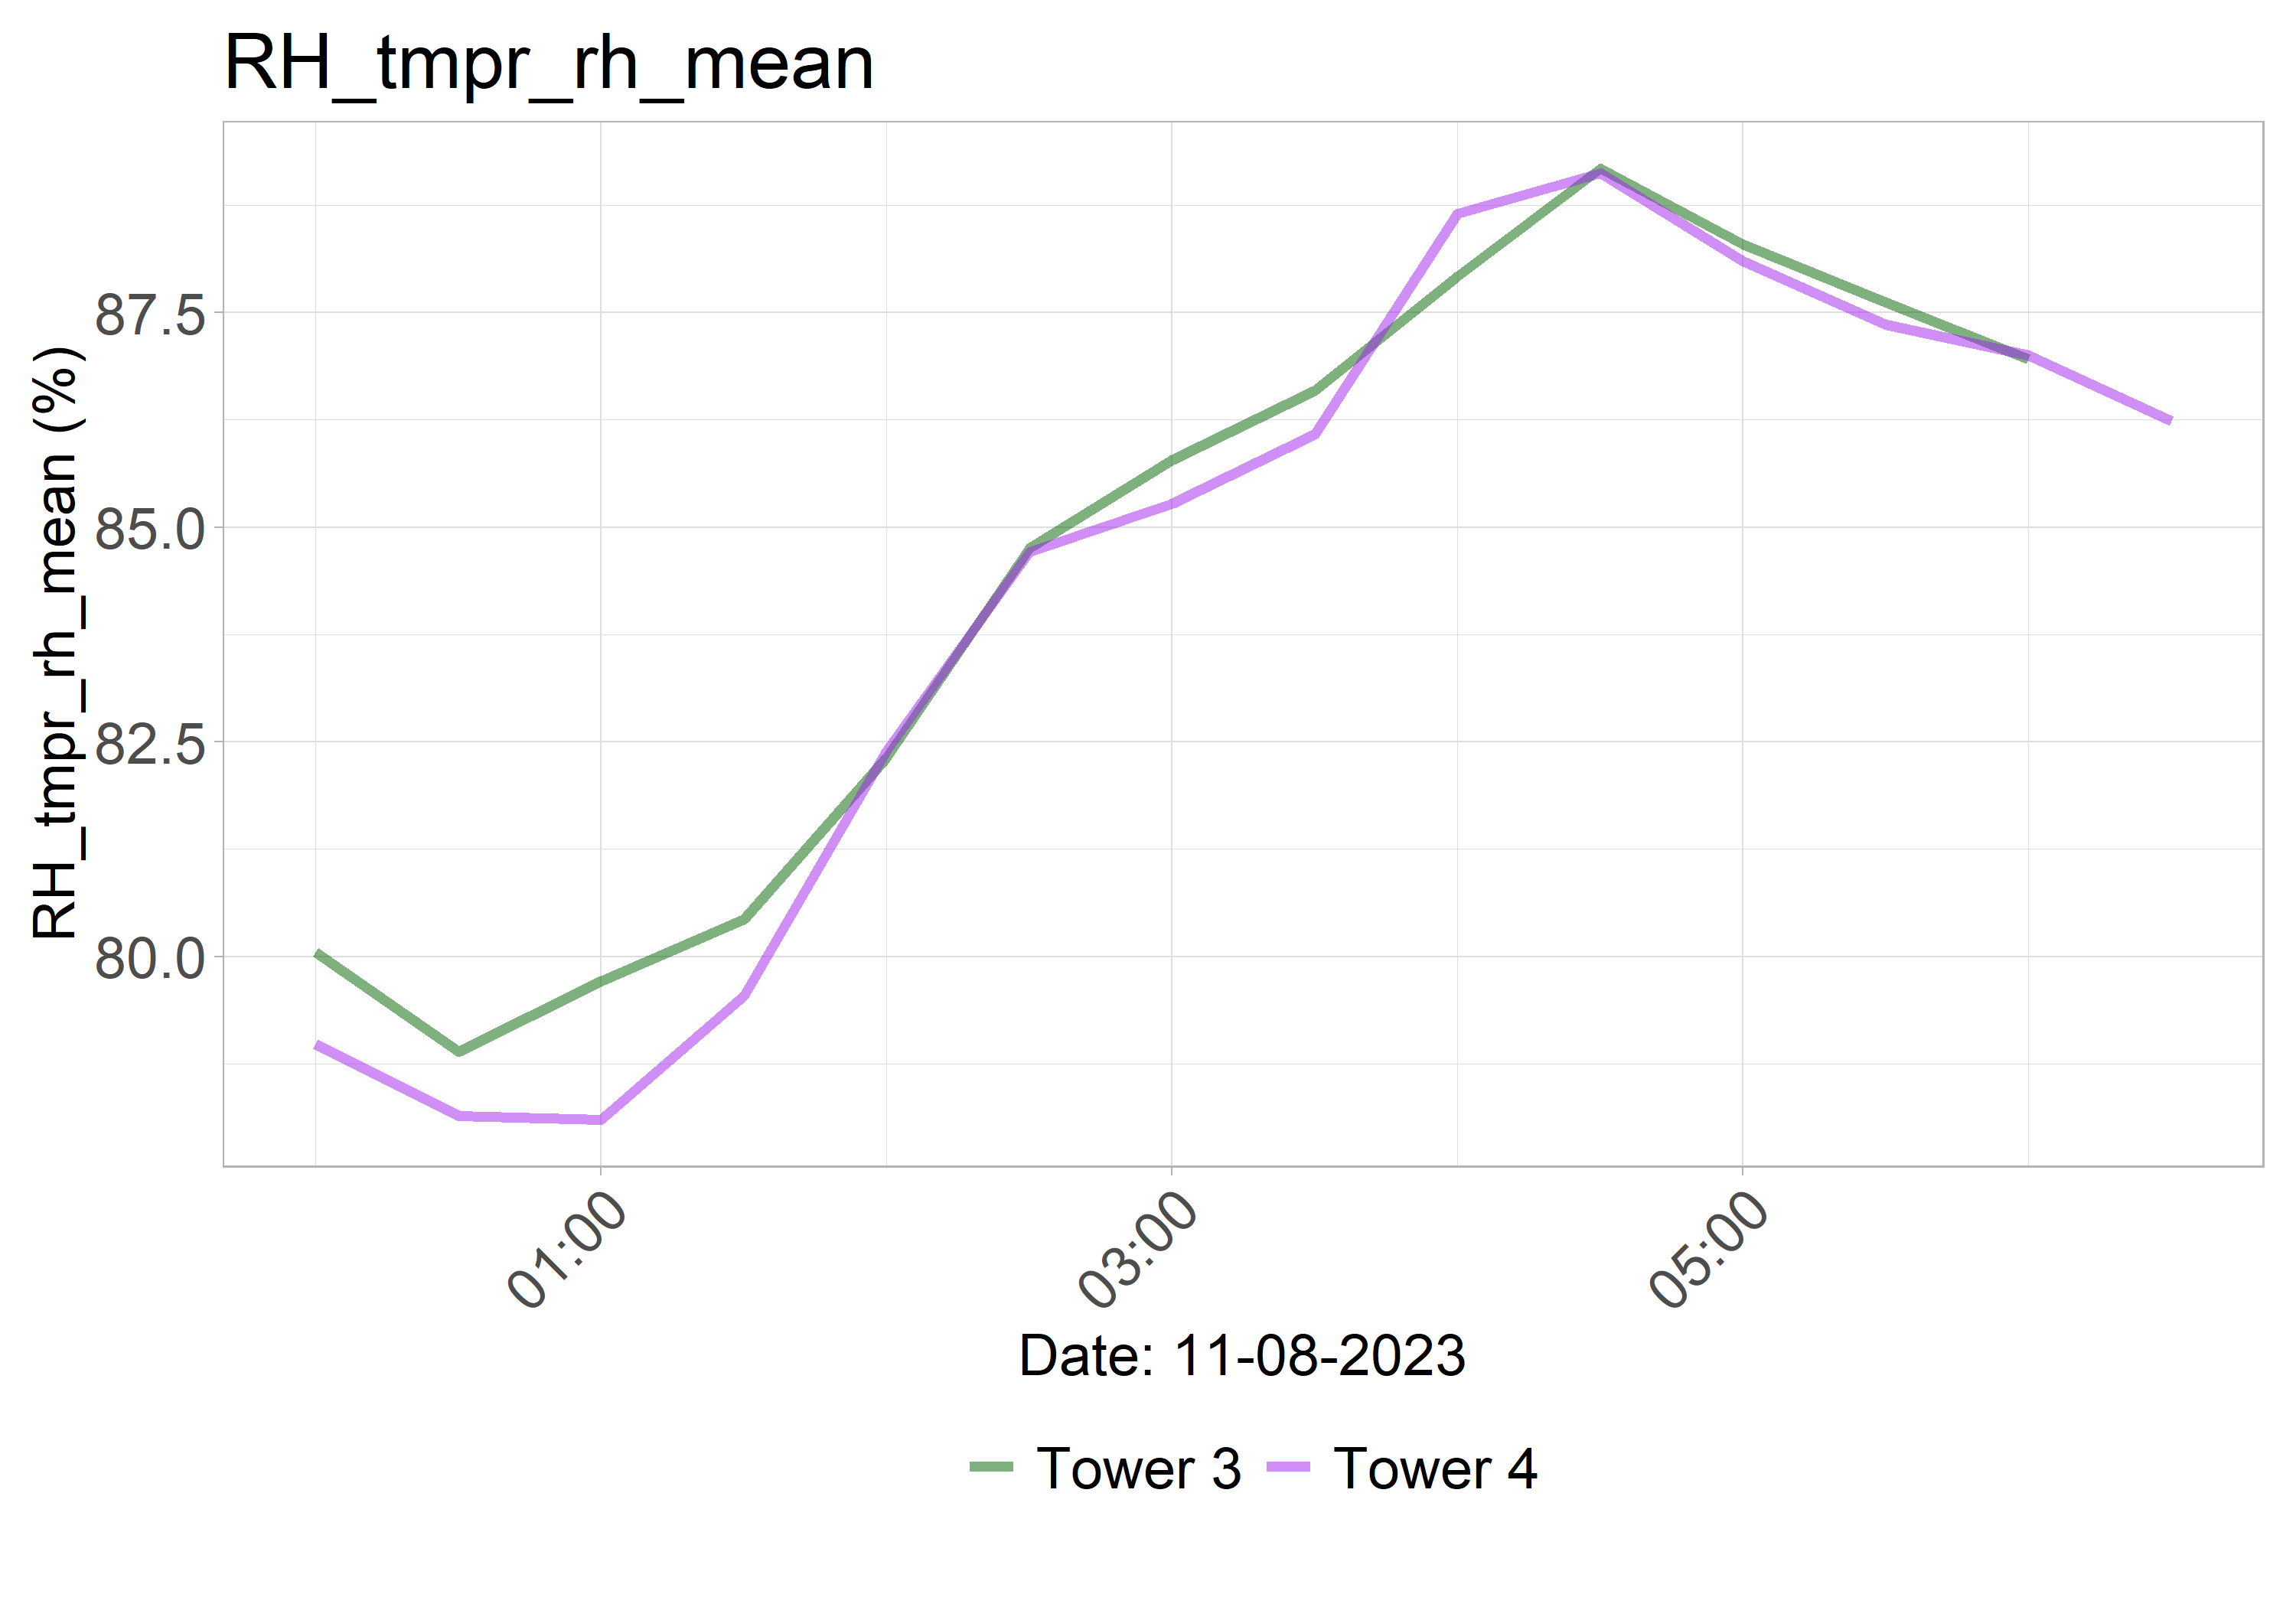 RH_tmpr_rh_mean
RH_tmpr_rh_mean (%)
87.5
85.0
82.5
80.0
01:00
03:00
05:00
Date: 11-08-2023
Tower 3
Tower 4